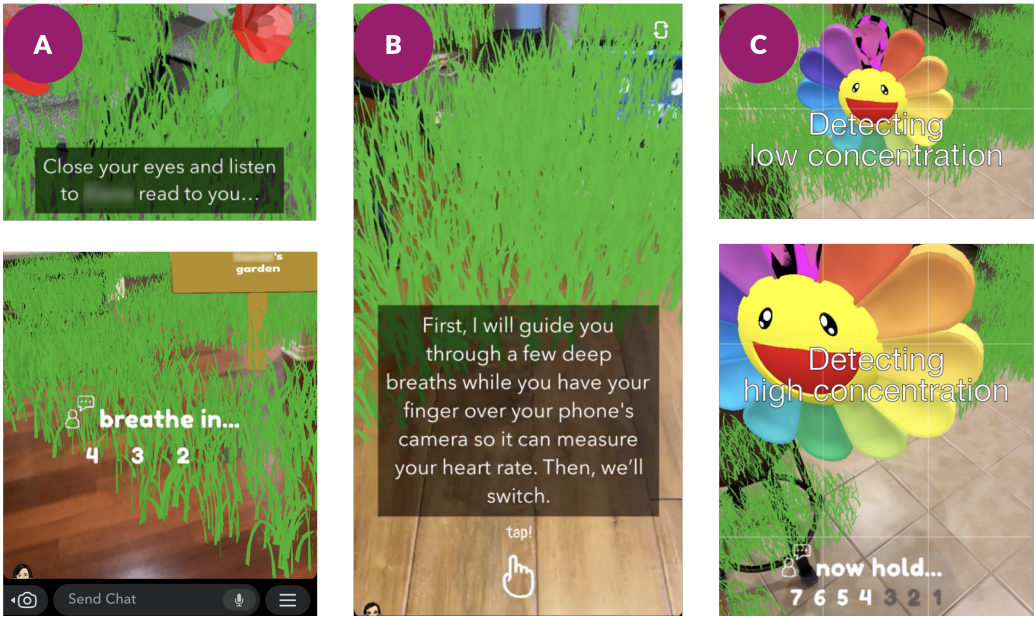 A
Close your eyes and listen
to read to you...
's
garden
breathe in...
4 3 2 1
Send Chat
B
First, I will guide you
through a few deep
breaths while you have your
finger over your phone's
camera so it can measure
your heart rate. Then, we'll
switch.
tap!
C
Detecting
low concentration
Detecting
high concentration
now hold...
7 6 5 4 3 2 1